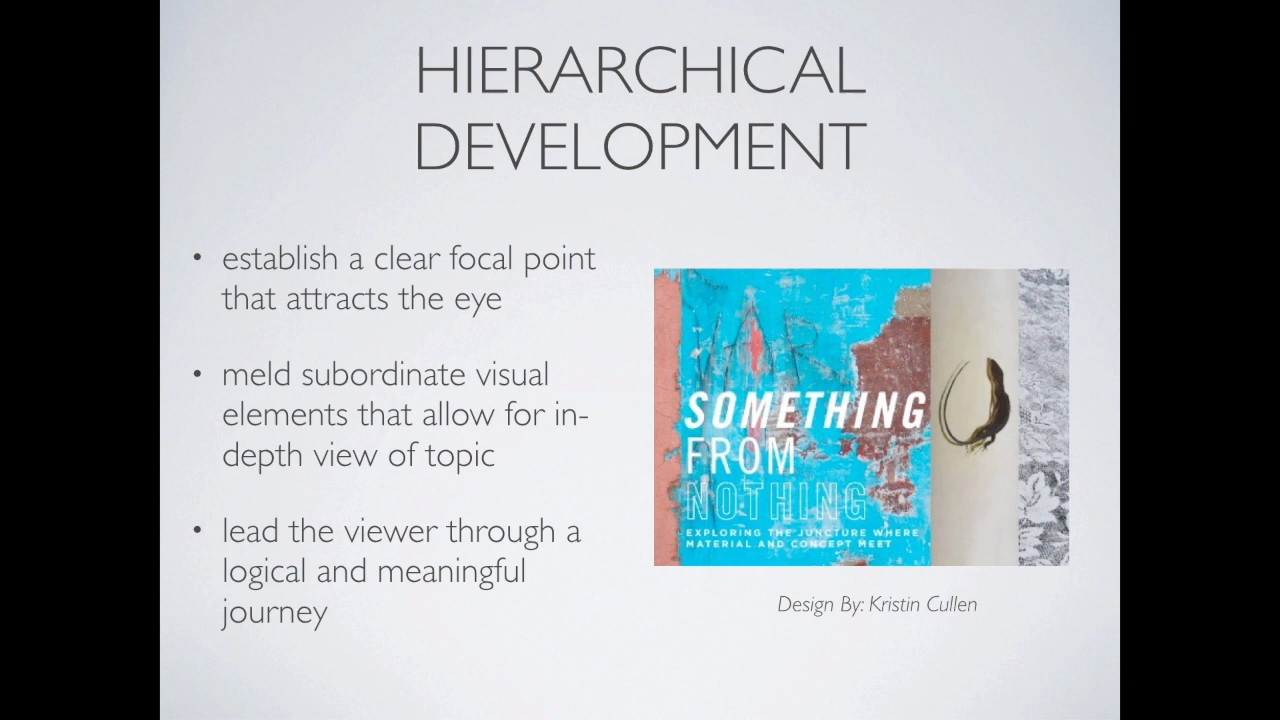 HIERARCHICAL
DEVELOPMENT
• establish a clear focal point
that attracts the eye
• meld subordinate visual
elements that allow for in-
depth view of topic
• lead the viewer through a
logical and meaningful
journey
SOMETHING
FROM
NOTHING
EXPLORING THE JUNCTURE WHERE
MATERIAL AND CONCEPT MEET
Design By: Kristin Cullen